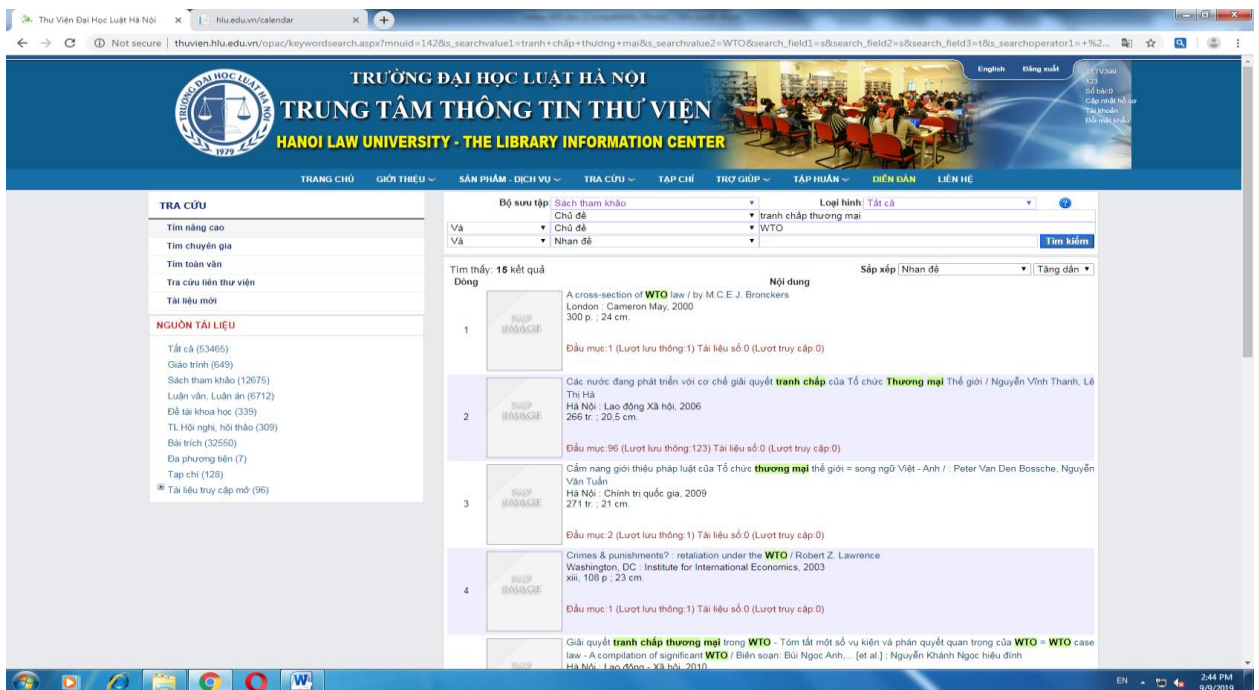 Thư Viện Đại Học Luật Hà Nội
hlu.edu.vn/calendar
Not secure | thuvien.hlu.edu.vn/opac/keywordsearch.aspx?mnuid=142&s_searchvalue1=tranh+chấp+thương+mai&s_searchvalue2=WTO&search_field1=s&search_field2=s&search_field3=t&s_searchoperator1=+%2...
English Đăng xuất
123
Số bác:0
Cập nhật hồ sơ
Tài khoản
Đổi mật khẩu
TRƯỜNG ĐẠI HỌC LUẬT HÀ NỘI
TRUNG TÂM THÔNG TIN THƯ VIỆN
HANOI LAW UNIVERSITY - THE LIBRARY INFORMATION CENTER
1979
TRANG CHỦ GIỚI THIỆU SẢN PHẨM - DỊCH VỤ TRA CỨU TẠP CHÍ TRỢ GIÚP TẬP HUẤN DIỄN ĐÀN LIÊN HỆ
TRA CỨU
Tìm nâng cao
Tìm chuyên gia
Tìm toàn văn
Tra cứu liên thư viện
Tài liệu mới
NGUỒN TÀI LIỆU
Tất cả (53465)
Giáo trình (649)
Sách tham khảo (12675)
Luận văn, Luận án (6712)
Đề tài khoa học (339)
TL Hội nghị, hội thảo (309)
Bài trích (32550)
Đa phương tiện (7)
Tạp chí (128)
Tài liệu truy cập mở (96)
Bộ sưu tập: Sách tham khảo Loại hình: Tất cả
Chủ đề tranh chấp thương mại
Và Chủ đề WTO
Và Nhan đề Tìm kiếm
Tìm thấy: 15 kết quả Sắp xếp Nhan đề Tăng dần
Dòng Nội dung
1
A cross-section of WTO law / by M.C.E.J. Bronckers
London : Cameron May, 2000
300 p. ; 24 cm.
Đầu mục:1 (Lượt lưu thông:1) Tài liệu số:0 (Lượt truy cập:0)
2
Các nước đang phát triển với cơ chế giải quyết tranh chấp của Tổ chức Thương mại Thế giới / Nguyễn Vĩnh Thanh, Lê
Thị Hà
Hà Nội : Lao động Xã hội, 2006
266 tr. ; 20,5 cm.
Đầu mục:96 (Lượt lưu thông:123) Tài liệu số:0 (Lượt truy cập:0)
3
Cẩm nang giới thiệu pháp luật của Tổ chức thương mại thế giới = song ngữ Việt - Anh / : Peter Van Den Bossche, Nguyễn
Văn Tuấn
Hà Nội : Chính trị quốc gia, 2009
271 tr. ; 21 cm.
Đầu mục:2 (Lượt lưu thông:1) Tài liệu số:0 (Lượt truy cập:0)
4
Crimes & punishments? : retaliation under the WTO / Robert Z. Lawrence
Washington, DC : Institute for International Economics, 2003
xiii, 108 p ; 23 cm.
Đầu mục:1 (Lượt lưu thông:1) Tài liệu số:0 (Lượt truy cập:0)
Giải quyết tranh chấp thương mại trong WTO - Tóm tắt một số vụ kiện và phán quyết quan trọng của WTO = WTO case
law - A compilation of significant WTO / Biên soạn: Bùi Ngọc Anh,... [et al.] ; Nguyễn Khánh Ngọc hiệu đính
Hà Nội : Lao động - Xã hội, 2010
EN 2:44 PM
9/9/2019